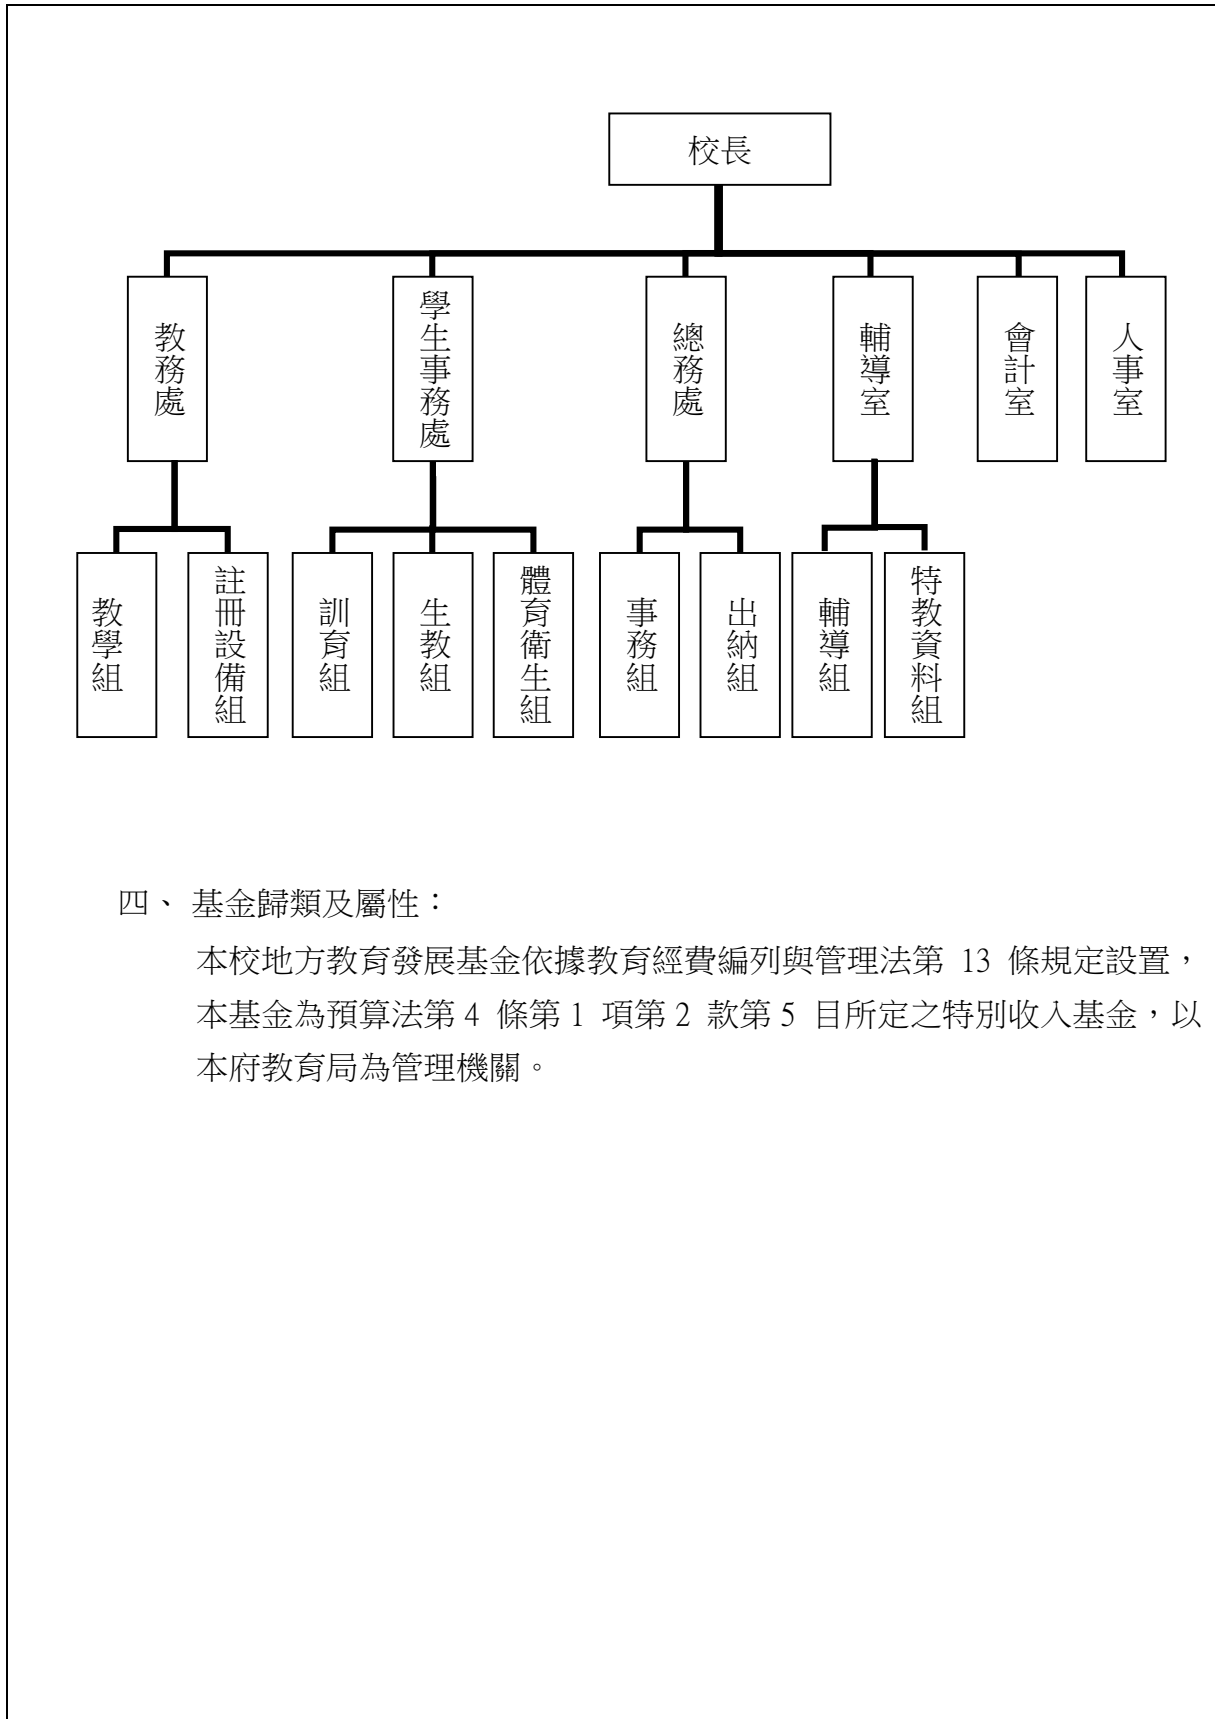 校長
教務處
學生事務處
總務處
輔導室
會計室
人事室
教學組
註冊設備組
訓育組
生教組
體育衛生組
事務組
出納組
輔導組
特教資料組
四、 基金歸類及屬性：
本校地方教育發展基金依據教育經費編列與管理法第 13 條規定設置，
本基金為預算法第 4 條第 1 項第 2 款第 5 目所定之特別收入基金，以
本府教育局為管理機關。